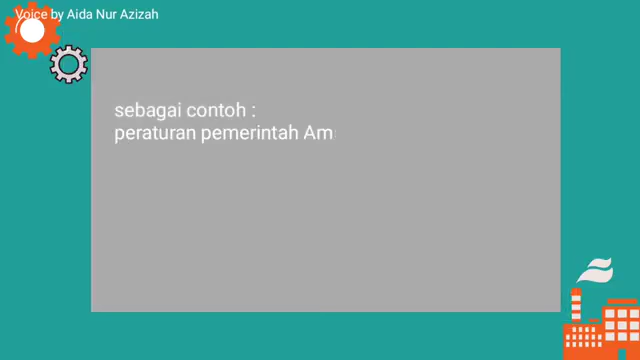 Voice by Aida Nur Azizah
sebagai contoh :
peraturan pemerintah Am